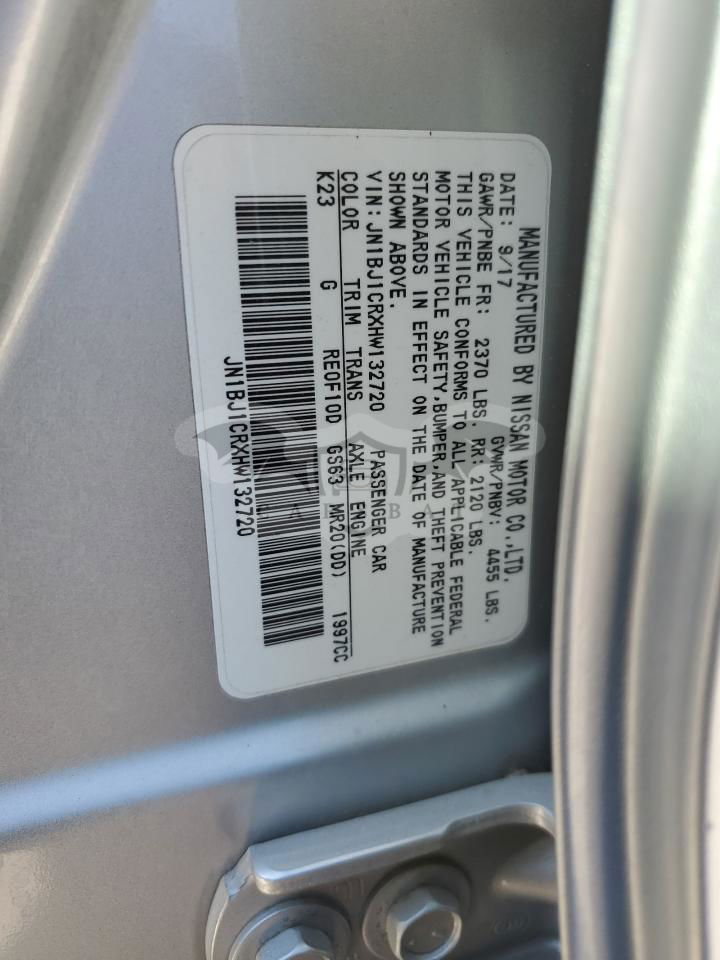 MANUFACTURED BY NISSAN MOTOR CO.,LTD.
DATE: 9/17 GVWR/PNBV: 4455 LBS.
GAWR/PNBE FR: 2370 LBS. RR: 2120 LBS.
THIS VEHICLE CONFORMS TO ALL APPLICABLE FEDERAL
MOTOR VEHICLE SAFETY,BUMPER,AND THEFT PREVENTION
STANDARDS IN EFFECT ON THE DATE OF MANUFACTURE
SHOWN ABOVE.
VIN: JN1BJ1CRXHW132720 PASSENGER CAR
COLOR TRIM TRANS AXLE ENGINE
K23 G RE0F10D GS63 MR20(DD) 1997CC
JN1BJ1CRXHW132720